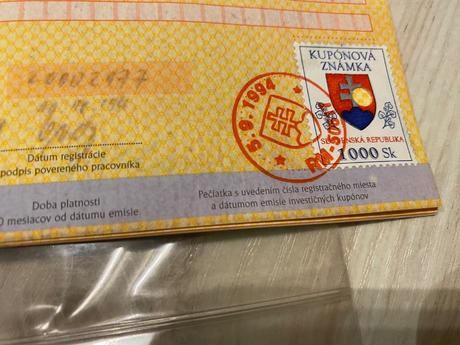 KUPÓNOVÁ
ZNÁMKA
SLOVENSKÁ REPUBLIKA
1000 Sk
5.9.1994
Dátum registrácie
podpis povereného pracovníka
Doba platnosti
0 mesiacov od dátumu emisie
Pečiatka s uvedením čísla registračného miesta
a dátumom emisie investičných kupónov